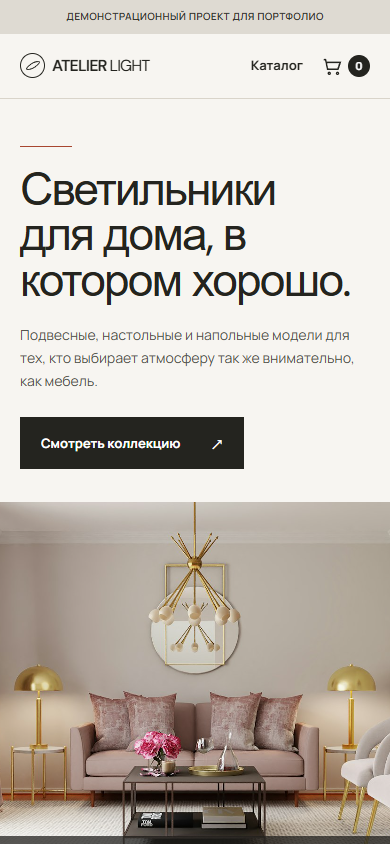 ДЕМОНСТРАЦИОННЫЙ ПРОЕКТ ДЛЯ ПОРТФОЛИО
ATELIER LIGHT
Каталог
0
Светильники
для дома, в
котором хорошо.
Подвесные, настольные и напольные модели для
тех, кто выбирает атмосферу так же внимательно,
как мебель.
Смотреть коллекцию ↗